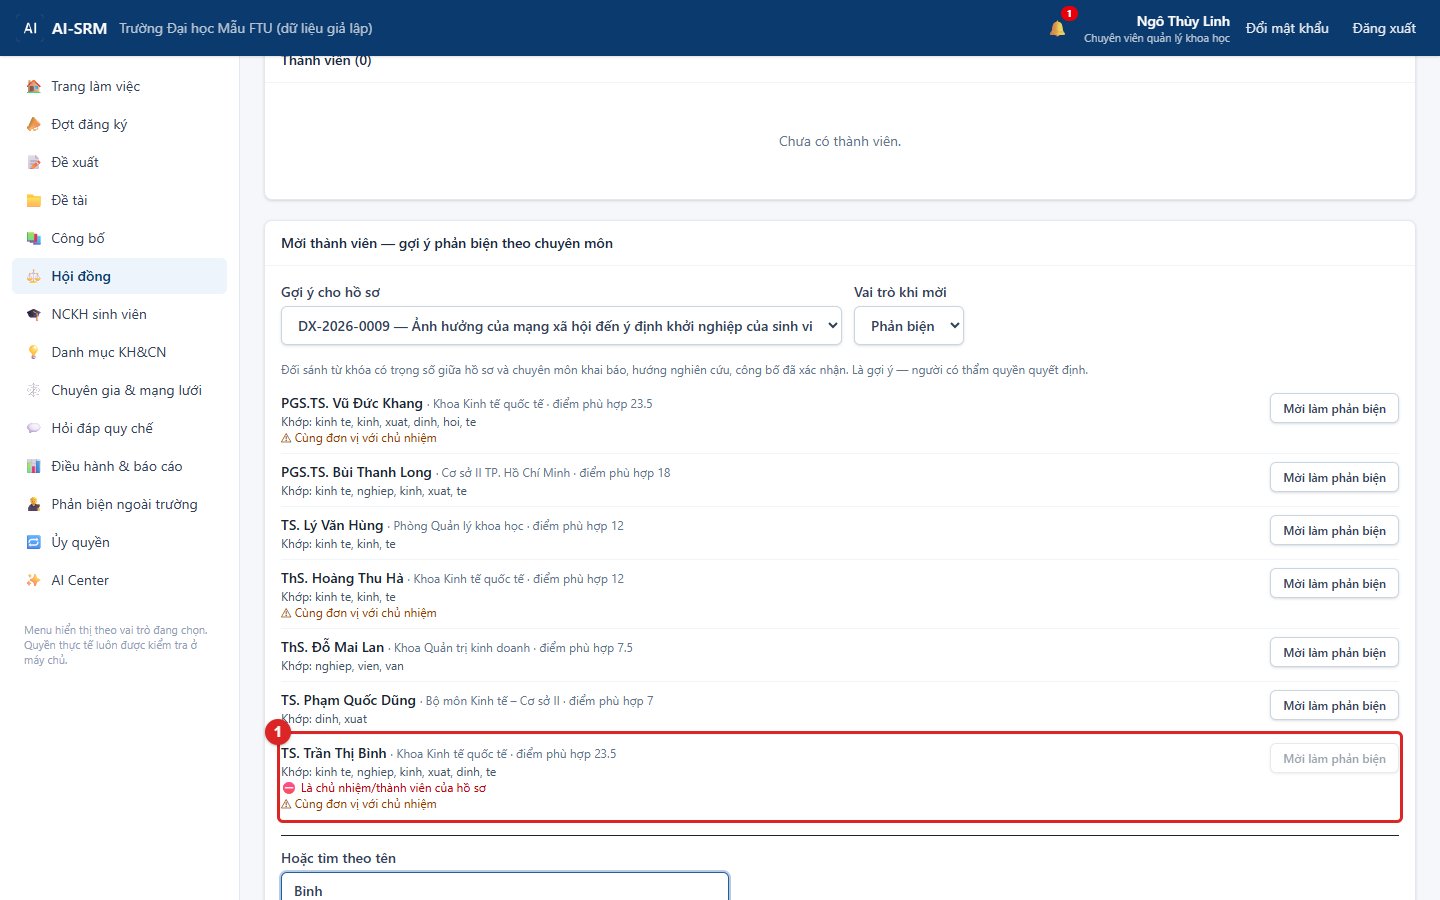 AI AI-SRM Trường Đại học Mẫu FTU (dữ liệu giả lập)
1
Ngô Thùy Linh
Chuyên viên quản lý khoa học
Đổi mật khẩu
Đăng xuất
Trang làm việc
Đợt đăng ký
Đề xuất
Đề tài
Công bố
Hội đồng
NCKH sinh viên
Danh mục KH&CN
Chuyên gia & mạng lưới
Hỏi đáp quy chế
Điều hành & báo cáo
Phản biện ngoài trường
Ủy quyền
AI Center
Menu hiển thị theo vai trò đang chọn.
Quyền thực tế luôn được kiểm tra ở
máy chủ.
Thành viên (0)
Chưa có thành viên.
Mời thành viên — gợi ý phản biện theo chuyên môn
Gợi ý cho hồ sơ
Vai trò khi mời
DX-2026-0009 — Ảnh hưởng của mạng xã hội đến ý định khởi nghiệp của sinh vi
Phản biện
Đối sánh từ khóa có trọng số giữa hồ sơ và chuyên môn khai báo, hướng nghiên cứu, công bố đã xác nhận. Là gợi ý — người có thẩm quyền quyết định.
PGS.TS. Vũ Đức Khang · Khoa Kinh tế quốc tế · điểm phù hợp 23.5
Mời làm phản biện
Khớp: kinh te, kinh, xuat, dinh, hoi, te
⚠ Cùng đơn vị với chủ nhiệm
PGS.TS. Bùi Thanh Long · Cơ sở II TP. Hồ Chí Minh · điểm phù hợp 18
Mời làm phản biện
Khớp: kinh te, nghiep, kinh, xuat, te
TS. Lý Văn Hùng · Phòng Quản lý khoa học · điểm phù hợp 12
Mời làm phản biện
Khớp: kinh te, kinh, te
ThS. Hoàng Thu Hà · Khoa Kinh tế quốc tế · điểm phù hợp 12
Mời làm phản biện
Khớp: kinh te, kinh, te
⚠ Cùng đơn vị với chủ nhiệm
ThS. Đỗ Mai Lan · Khoa Quản trị kinh doanh · điểm phù hợp 7.5
Mời làm phản biện
Khớp: nghiep, vien, van
TS. Phạm Quốc Dũng · Bộ môn Kinh tế – Cơ sở II · điểm phù hợp 7
Mời làm phản biện
Khớp: dinh, xuat
1
TS. Trần Thị Bình · Khoa Kinh tế quốc tế · điểm phù hợp 23.5
Mời làm phản biện
Khớp: kinh te, nghiep, kinh, xuat, dinh, te
⛔ Là chủ nhiệm/thành viên của hồ sơ
⚠ Cùng đơn vị với chủ nhiệm
Hoặc tìm theo tên
Bình